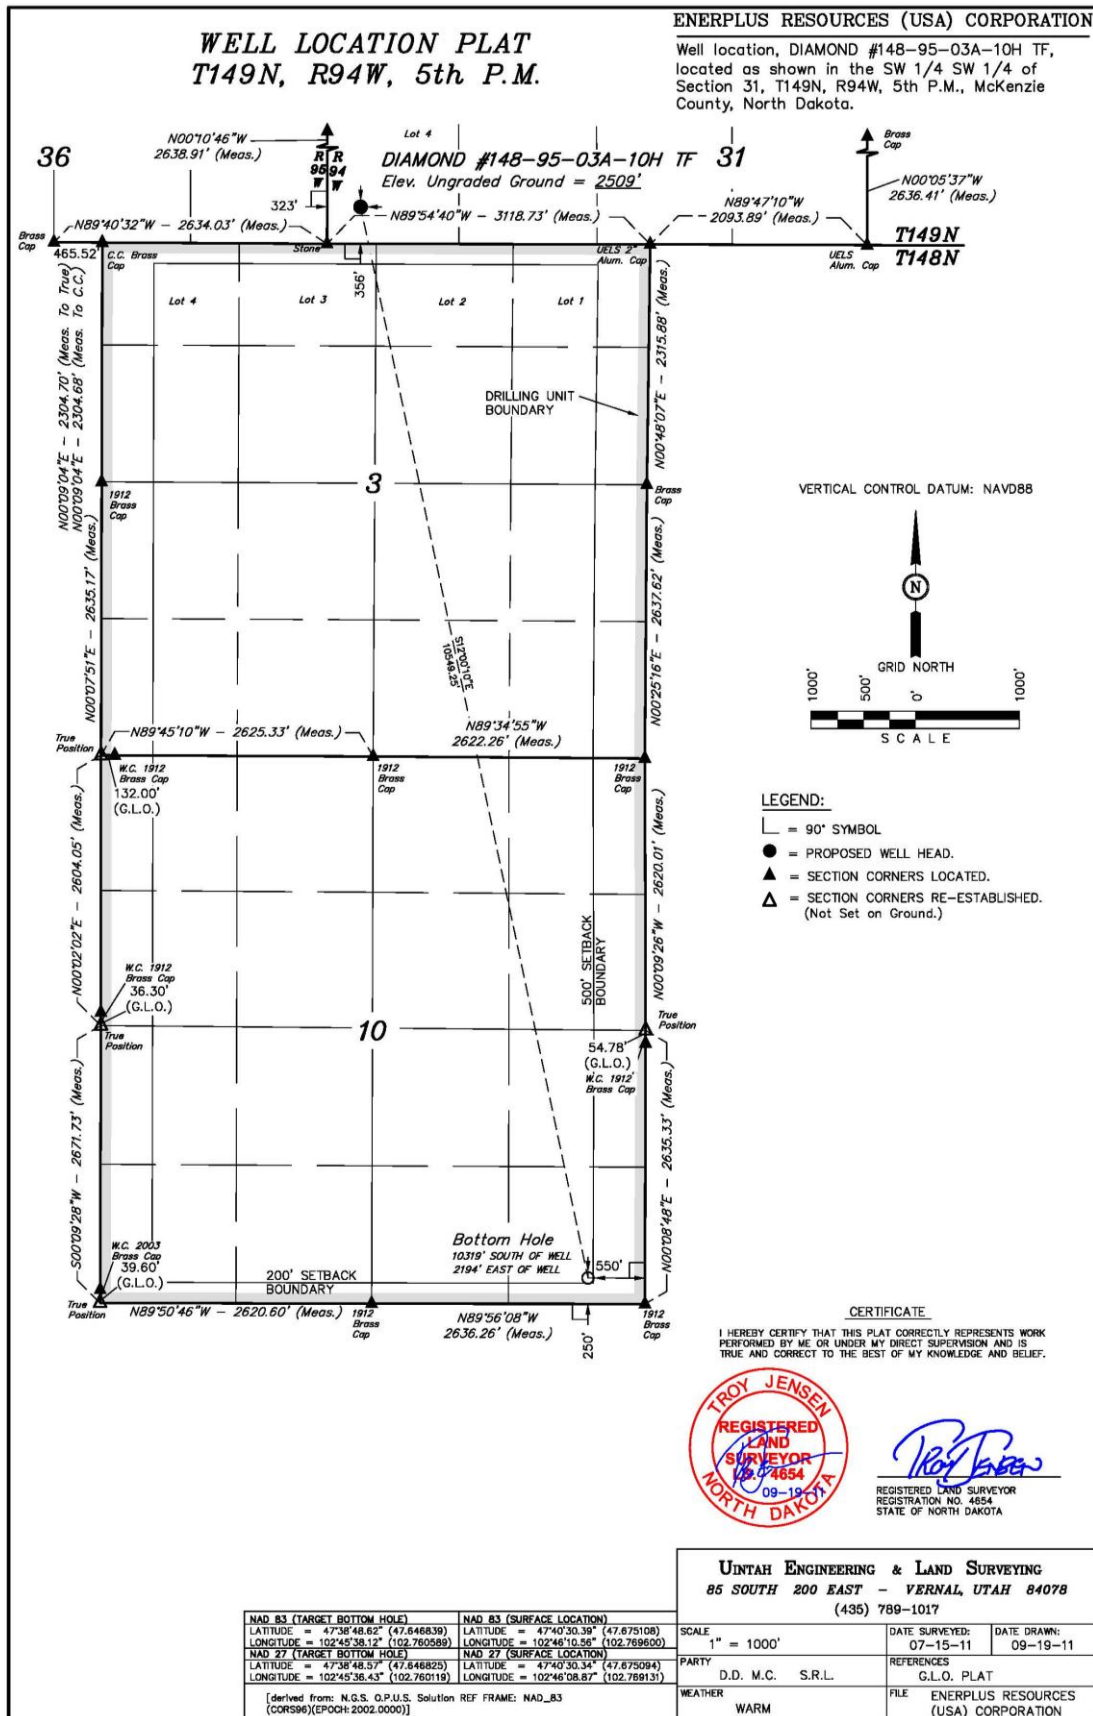 WELL LOCATION PLAT
T149N, R94W, 5th P.M.
ENERPLUS RESOURCES (USA) CORPORATION
Well location, DIAMOND #148-95-03A-10H TF,
located as shown in the SW 1/4 SW 1/4 of
Section 31, T149N, R94W, 5th P.M., McKenzie
County, North Dakota.
36
N00°10'46"W
2638.91' (Meas.)
R R
95 94
W W
Lot 4
DIAMOND #148-95-03A-10H TF
31
Elev. Ungraded Ground = 2509'
Brass
Cap
N00°05'37"W
2636.41' (Meas.)
323'
N89°40'32"W - 2634.03' (Meas.)
N89°54'40"W - 3118.73' (Meas.)
N89°47'10"W
2093.89' (Meas.)
T149N
T148N
Brass
Cap
465.52'
C.C. Brass
Cap
Stone
356'
UELS 2"
Alum. Cap
UELS
Alum. Cap
Lot 4
Lot 3
Lot 2
Lot 1
N00°09'04"E - 2304.70' (Meas. To True)
N00°09'04"E - 2304.68' (Meas. To C.C.)
N00°48'07"E - 2315.88' (Meas.)
DRILLING UNIT
BOUNDARY
3
1912
Brass
Cap
Brass
Cap
VERTICAL CONTROL DATUM: NAVD88
N
GRID NORTH
1000'
500'
0'
1000'
SCALE
N00°07'51"E - 2635.17' (Meas.)
N00°25'16"E - 2637.62' (Meas.)
S12°00'10"E
10549.25'
True
Position
N89°45'10"W - 2625.33' (Meas.)
N89°34'55"W
2622.26' (Meas.)
W.C. 1912
Brass Cap
132.00'
(G.L.O.)
1912
Brass
Cap
1912
Brass
Cap
LEGEND:
= 90° SYMBOL
= PROPOSED WELL HEAD.
= SECTION CORNERS LOCATED.
= SECTION CORNERS RE-ESTABLISHED.
(Not Set on Ground.)
N00°02'02"E - 2604.05' (Meas.)
N00°09'26"W - 2620.01' (Meas.)
500' SETBACK
BOUNDARY
W.C. 1912
Brass Cap
36.30'
(G.L.O.)
True
Position
10
True
Position
54.78'
(G.L.O.)
W.C. 1912
Brass Cap
S00°09'28"W - 2671.73' (Meas.)
N00°08'48"E - 2635.33' (Meas.)
Bottom Hole
10319' SOUTH OF WELL
2194' EAST OF WELL
550'
W.C. 2003
Brass Cap
39.60'
(G.L.O.)
200' SETBACK
BOUNDARY
True
Position
N89°50'46"W - 2620.60' (Meas.)
1912
Brass
Cap
N89°56'08"W
2636.26' (Meas.)
250'
1912
Brass
Cap
CERTIFICATE
I HEREBY CERTIFY THAT THIS PLAT CORRECTLY REPRESENTS WORK
PERFORMED BY ME OR UNDER MY DIRECT SUPERVISION AND IS
TRUE AND CORRECT TO THE BEST OF MY KNOWLEDGE AND BELIEF.
TROY JENSEN
REGISTERED
LAND
SURVEYOR
4654
09-19-11
NORTH DAKOTA
Troy Jensen
REGISTERED LAND SURVEYOR
REGISTRATION NO. 4654
STATE OF NORTH DAKOTA
UINTAH ENGINEERING & LAND SURVEYING
85 SOUTH 200 EAST - VERNAL, UTAH 84078
(435) 789-1017
SCALE
1" = 1000'
DATE SURVEYED:
07-15-11
DATE DRAWN:
09-19-11
PARTY
D.D. M.C. S.R.L.
REFERENCES
G.L.O. PLAT
WEATHER
WARM
FILE
ENERPLUS RESOURCES
(USA) CORPORATION
NAD 83 (TARGET BOTTOM HOLE)
LATITUDE = 47°38'48.62" (47.646839)
LONGITUDE = 102°45'38.12" (102.760589)
NAD 27 (TARGET BOTTOM HOLE)
LATITUDE = 47°38'48.57" (47.646825)
LONGITUDE = 102°45'36.43" (102.760119)
NAD 83 (SURFACE LOCATION)
LATITUDE = 47°40'30.39" (47.675108)
LONGITUDE = 102°46'10.56" (102.769600)
NAD 27 (SURFACE LOCATION)
LATITUDE = 47°40'30.34" (47.675094)
LONGITUDE = 102°46'08.87" (102.769131)
[derived from: N.G.S. O.P.U.S. Solution REF FRAME: NAD_83
(CORS96)(EPOCH: 2002.0000)]